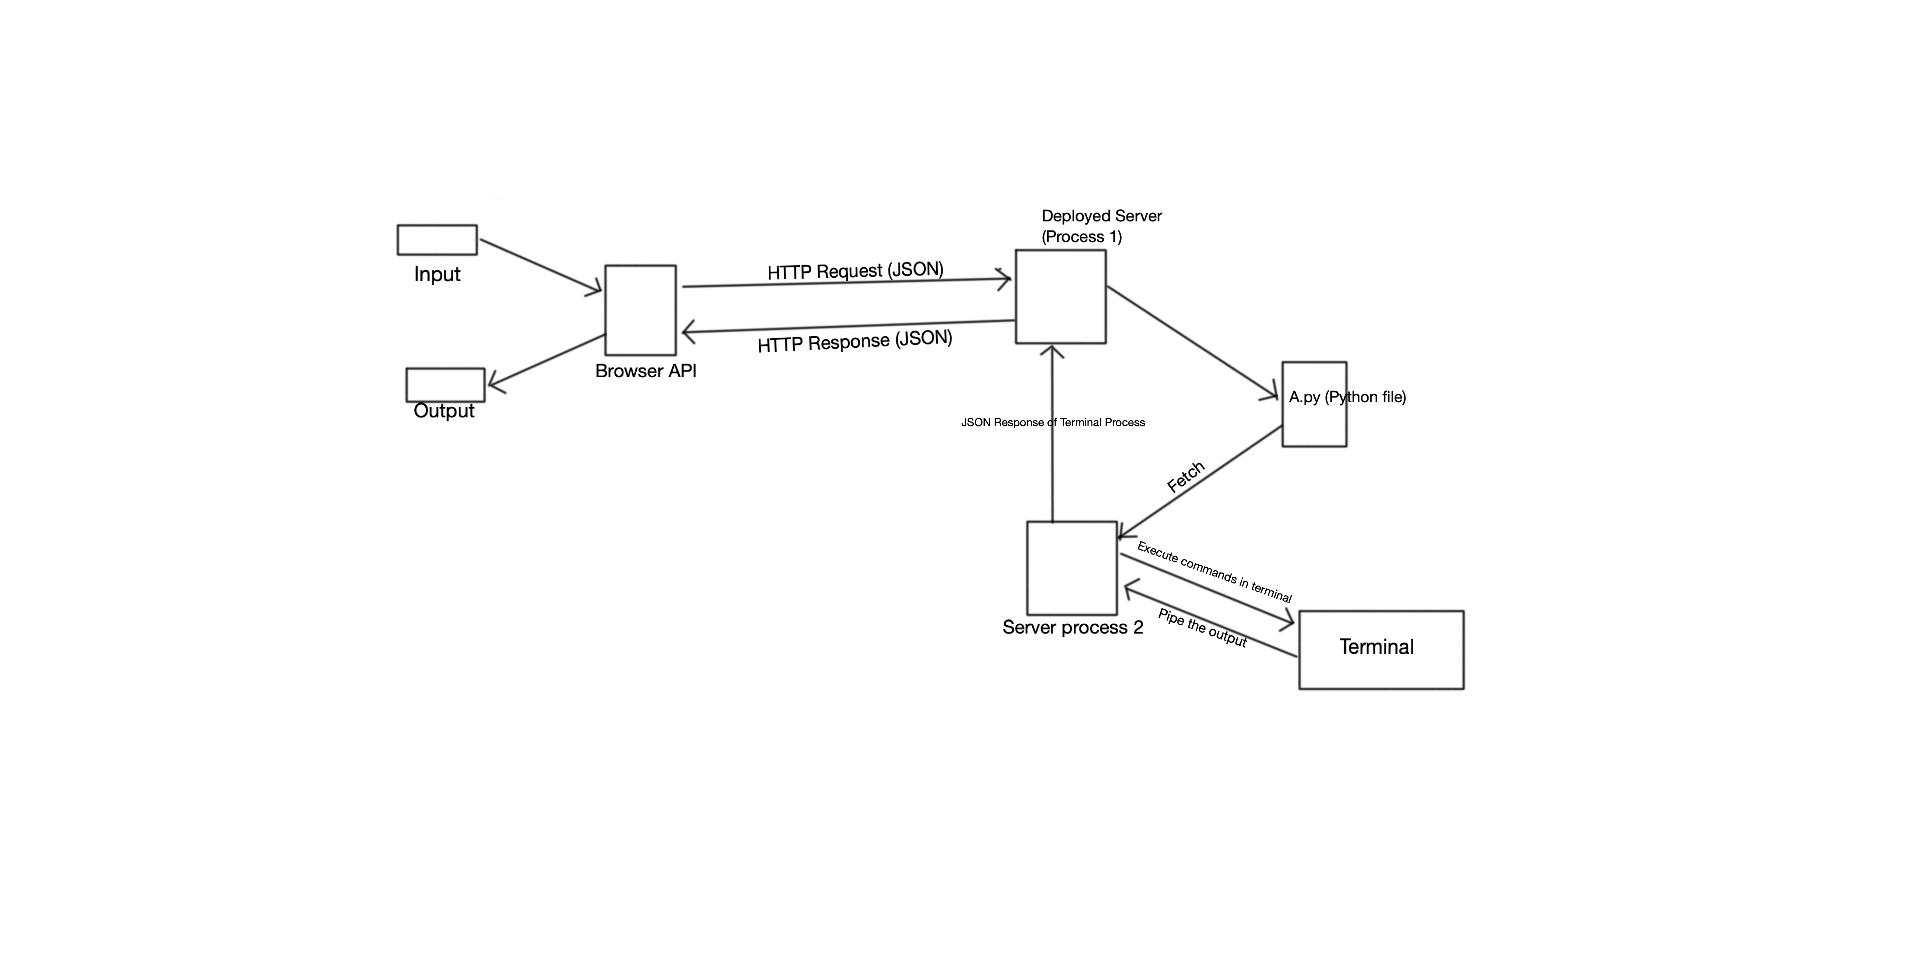 Deployed Server
(Process 1)
Input
HTTP Request (JSON)
HTTP Response (JSON)
Browser API
Output
A.py (Python file)
JSON Response of Terminal Process
Fetch
Execute commands in terminal
Pipe the output
Server process 2
Terminal